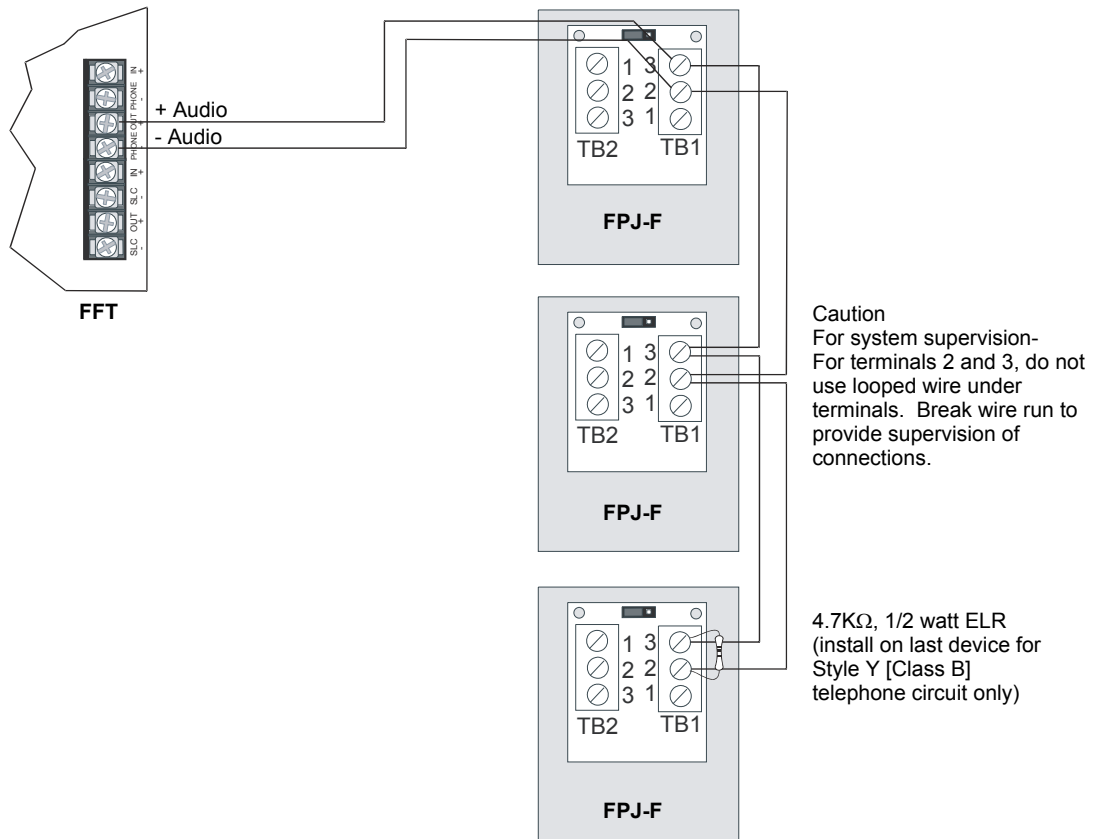 PHONE IN
+
-
PHONE OUT
+
-
SLC IN
+
-
SLC OUT
+
-
FFT
+ Audio
- Audio
1 3
2 2
3 1
TB2 TB1
FPJ-F
1 3
2 2
3 1
TB2 TB1
FPJ-F
Caution
For system supervision-
For terminals 2 and 3, do not
use looped wire under
terminals. Break wire run to
provide supervision of
connections.
1 3
2 2
3 1
TB2 TB1
FPJ-F
4.7KΩ, 1/2 watt ELR
(install on last device for
Style Y [Class B]
telephone circuit only)